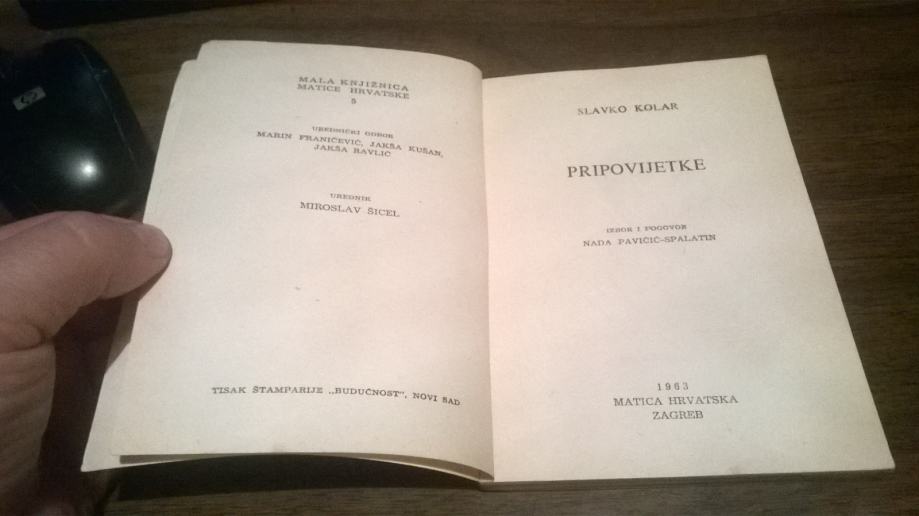 MALA KNJIŽNICA
MATICE HRVATSKE
5
UREDNIČKI ODBOR
MARIN FRANIČEVIĆ, JAKŠA KUŠAN,
JAKŠA RAVLIĆ
UREDNIK
MIROSLAV ŠICEL
TISAK ŠTAMPARIJE „BUDUĆNOST", NOVI SAD
SLAVKO KOLAR
PRIPOVIJETKE
IZBOR I POGOVOR
NADA PAVIČIĆ-SPALATIN
1963
MATICA HRVATSKA
ZAGREB
hp